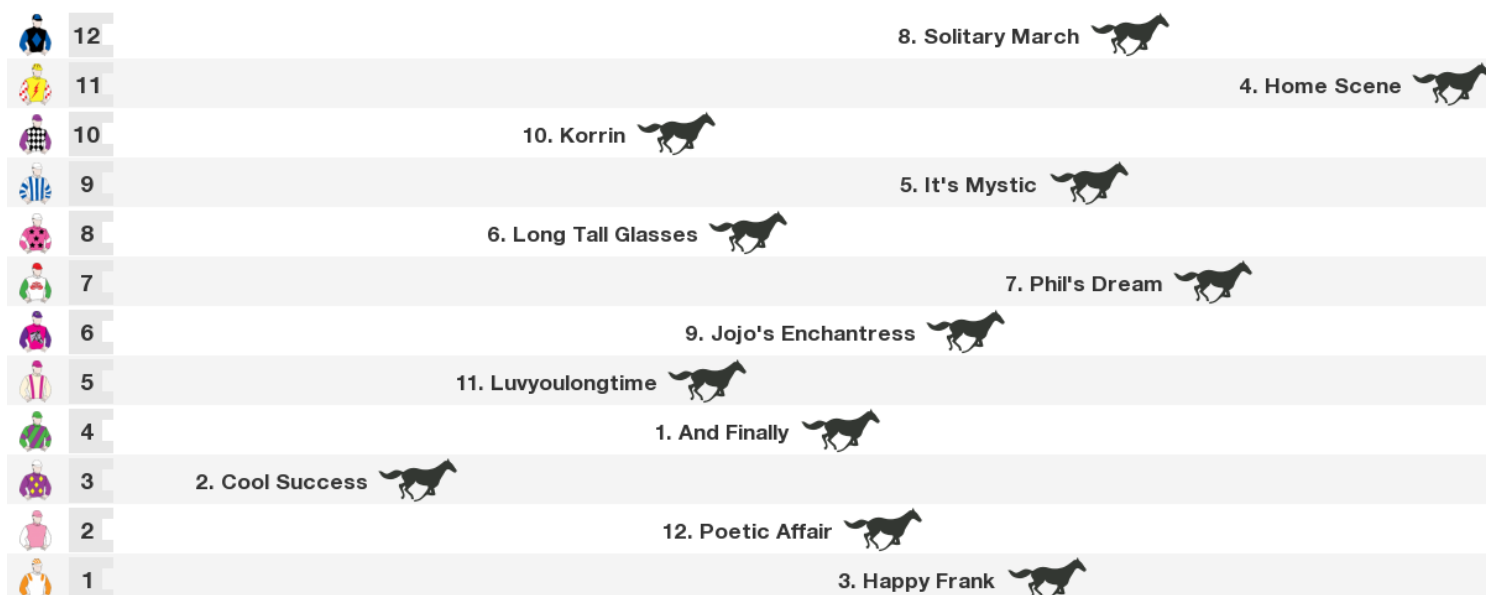 12 8. Solitary March
11 4. Home Scene
10 10. Korrin
9 5. It's Mystic
8 6. Long Tall Glasses
7 7. Phil's Dream
6 9. Jojo's Enchantress
5 11. Luvyoulongtime
4 1. And Finally
3 2. Cool Success
2 12. Poetic Affair
1 3. Happy Frank